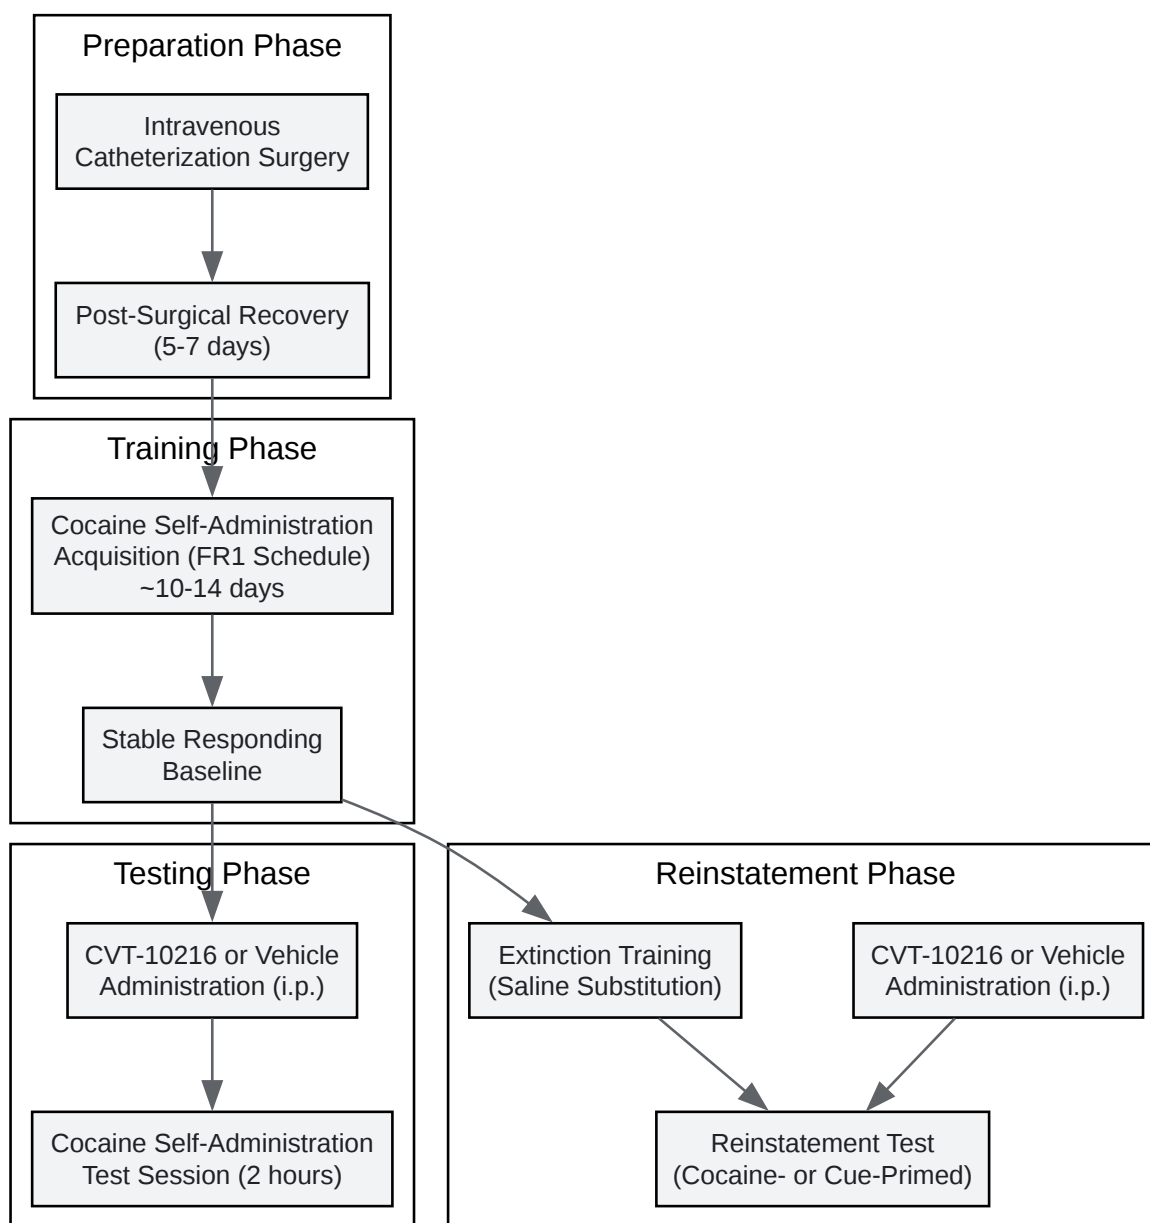 Preparation Phase
Intravenous
Catheterization Surgery
Post-Surgical Recovery
(5-7 days)
Training Phase
Cocaine Self-Administration
Acquisition (FR1 Schedule)
~10-14 days
Stable Responding
Baseline
Testing Phase
CVT-10216 or Vehicle
Administration (i.p.)
Cocaine Self-Administration
Test Session (2 hours)
Reinstatement Phase
Extinction Training
(Saline Substitution)
CVT-10216 or Vehicle
Administration (i.p.)
Reinstatement Test
(Cocaine- or Cue-Primed)